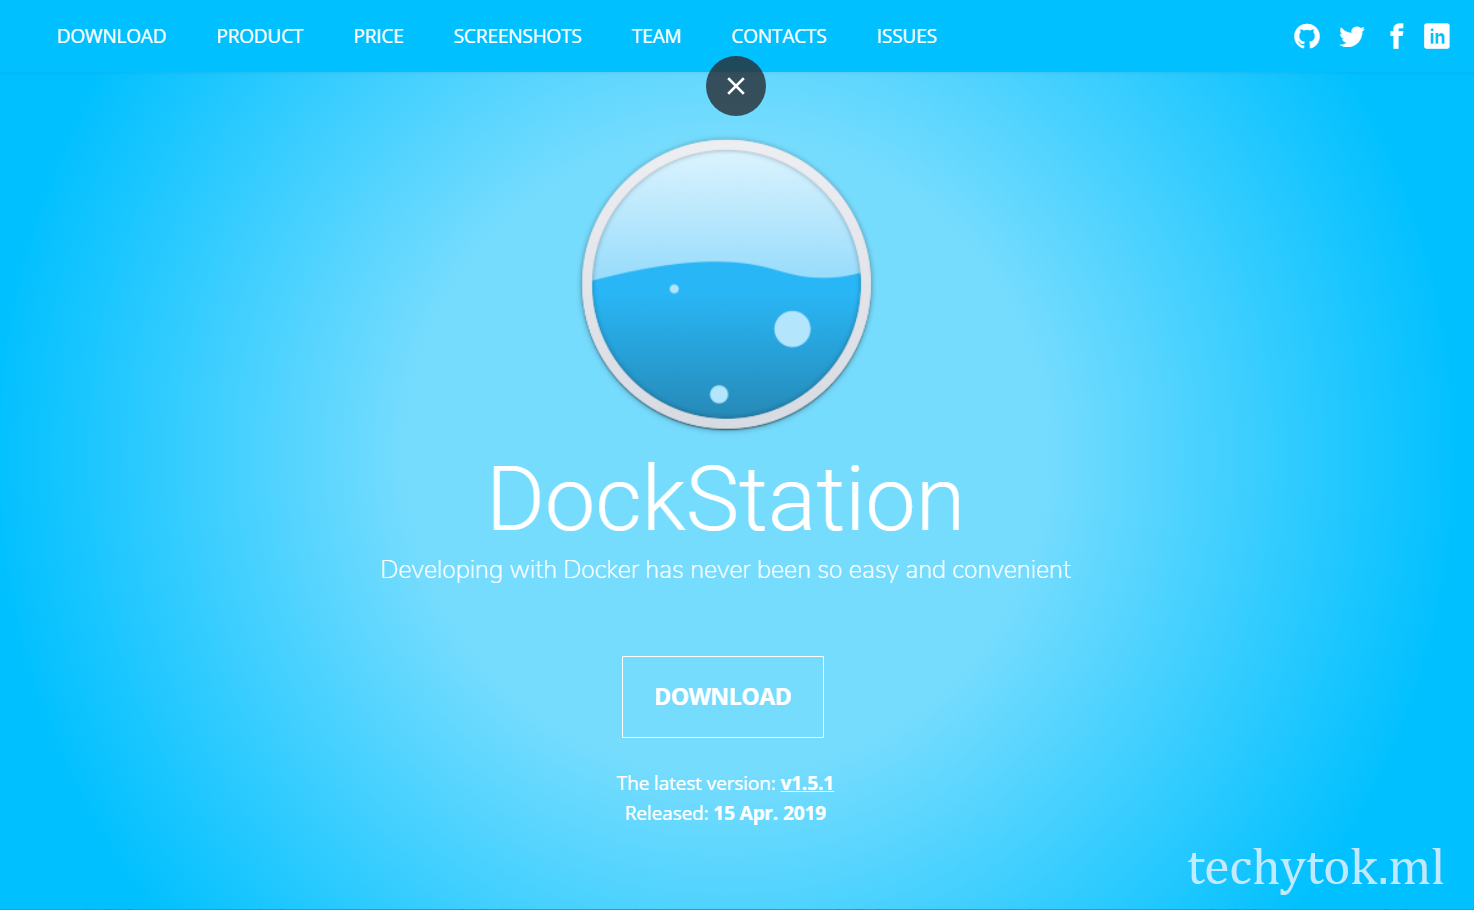 DOWNLOAD PRODUCT PRICE SCREENSHOTS TEAM CONTACTS ISSUES
DockStation
Developing with Docker has never been so easy and convenient
DOWNLOAD
The latest version: v1.5.1
Released: 15 Apr. 2019
techytok.ml